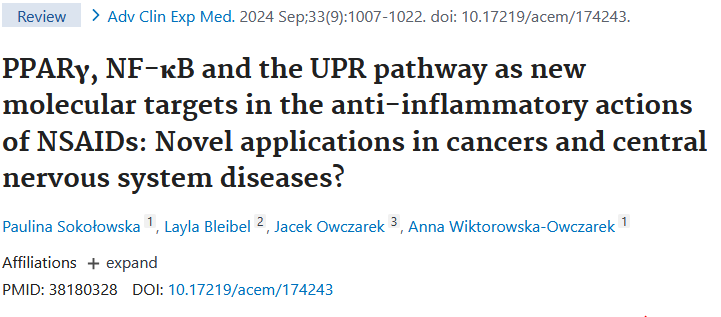 Review > Adv Clin Exp Med. 2024 Sep;33(9):1007-1022. doi: 10.17219/acem/174243.
PPARγ, NF-κB and the UPR pathway as new
molecular targets in the anti-inflammatory actions
of NSAIDs: Novel applications in cancers and central
nervous system diseases?
Paulina Sokołowska 1, Layla Bleibel 2, Jacek Owczarek 3, Anna Wiktorowska-Owczarek 1
Affiliations + expand
PMID: 38180328 DOI: 10.17219/acem/174243